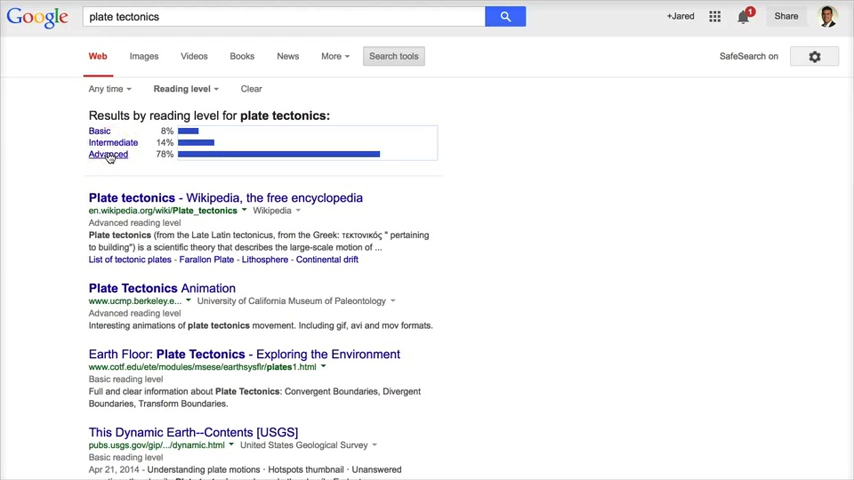 Google plate tectonics +Jared 1 Share
Web Images Videos Books News More Search tools SafeSearch on
Any time Reading level Clear
Results by reading level for plate tectonics:
Basic 8%
Intermediate 14%
Advanced 78%
Plate tectonics - Wikipedia, the free encyclopedia
en.wikipedia.org/wiki/Plate_tectonics Wikipedia
Advanced reading level
Plate tectonics (from the Late Latin tectonicus, from the Greek: τεκτονικός " pertaining
to building") is a scientific theory that describes the large-scale motion of ...
List of tectonic plates - Farallon Plate - Lithosphere - Continental drift
Plate Tectonics Animation
www.ucmp.berkeley.e... University of California Museum of Paleontology
Advanced reading level
Interesting animations of plate tectonics movement. Including gif, avi and mov formats.
Earth Floor: Plate Tectonics - Exploring the Environment
www.cotf.edu/ete/modules/msese/earthsysflr/plates1.html
Basic reading level
Full and clear information about Plate Tectonics: Convergent Boundaries, Divergent
Boundaries, Transform Boundaries.
This Dynamic Earth--Contents [USGS]
pubs.usgs.gov/gip/.../dynamic.html United States Geological Survey
Basic reading level
Apr 21, 2014 - Understanding plate motions · Hotspots thumbnail · Unanswered